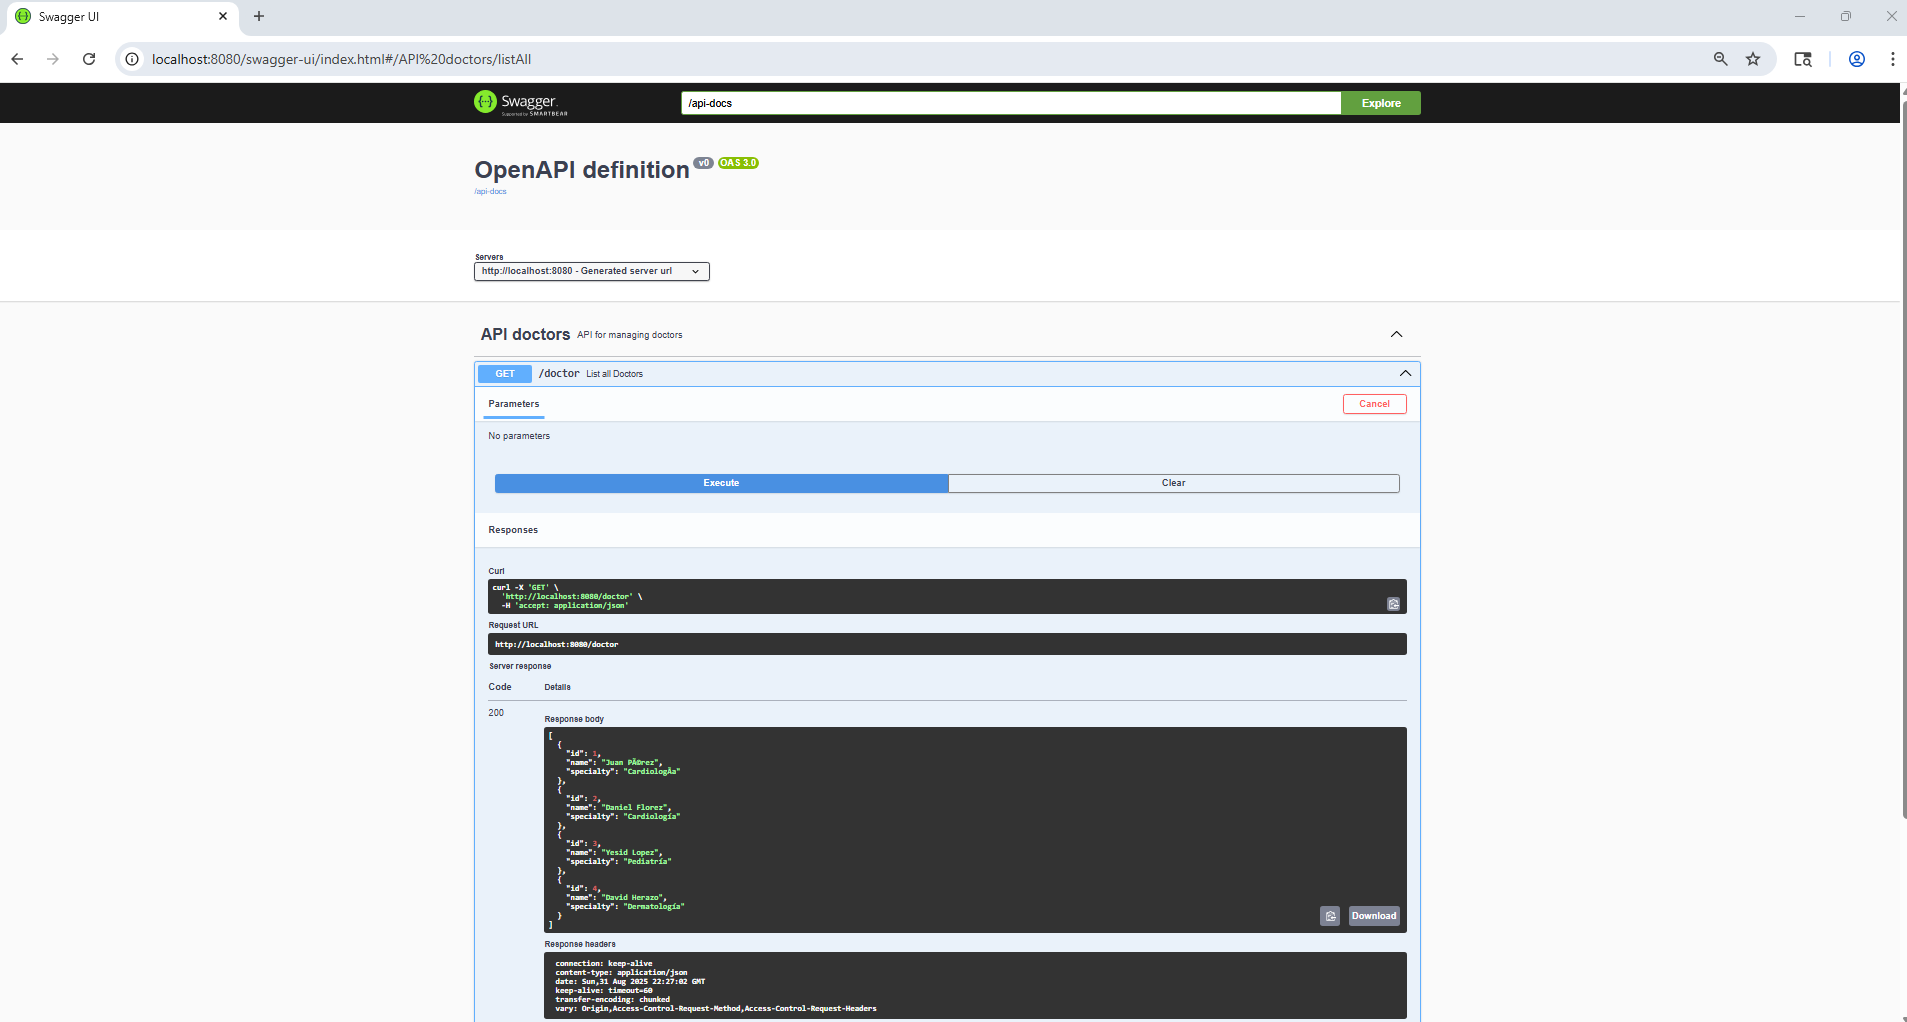 Swagger UI
localhost:8080/swagger-ui/index.html#/API%20doctors/listAll
Swagger
Supported by SMARTBEAR
/api-docs
Explore
OpenAPI definition v0 OAS 3.0
/api-docs
Servers
http://localhost:8080 - Generated server url
API doctors API for managing doctors
GET /doctor List all Doctors
Parameters
Cancel
No parameters
Execute
Clear
Responses
Curl
curl -X 'GET' \
'http://localhost:8080/doctor' \
-H 'accept: application/json'
Request URL
http://localhost:8080/doctor
Server response
Code Details
200
Response body
[
{
"id": 1,
"name": "Juan PÃ©rez",
"specialty": "CardiologÃ­a"
},
{
"id": 2,
"name": "Daniel Florez",
"specialty": "Cardiología"
},
{
"id": 3,
"name": "Yesid Lopez",
"specialty": "Pediatría"
},
{
"id": 4,
"name": "David Herazo",
"specialty": "Dermatología"
}
]
Download
Response headers
connection: keep-alive
content-type: application/json
date: Sun,31 Aug 2025 22:27:02 GMT
keep-alive: timeout=60
transfer-encoding: chunked
vary: Origin,Access-Control-Request-Method,Access-Control-Request-Headers